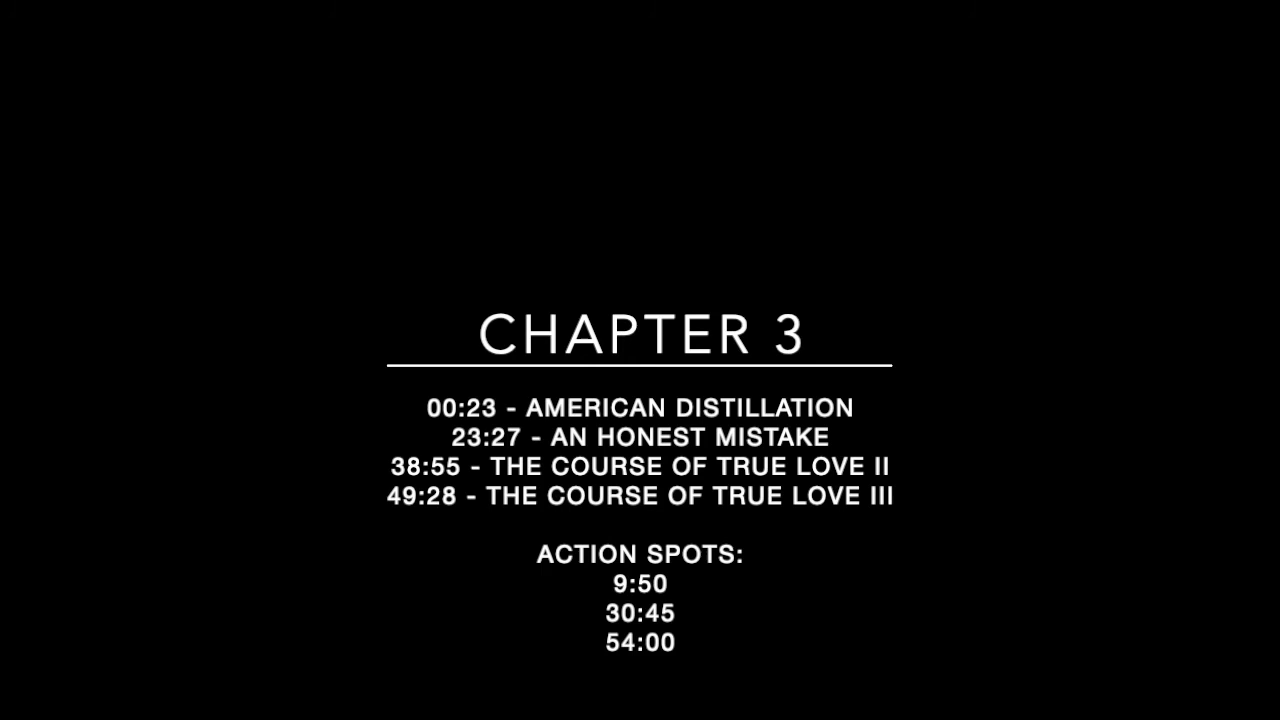 CHAPTER 3
00:23 - AMERICAN DISTILLATION
23:27 - AN HONEST MISTAKE
38:55 - THE COURSE OF TRUE LOVE II
49:28 - THE COURSE OF TRUE LOVE III
ACTION SPOTS:
9:50
30:45
54:00